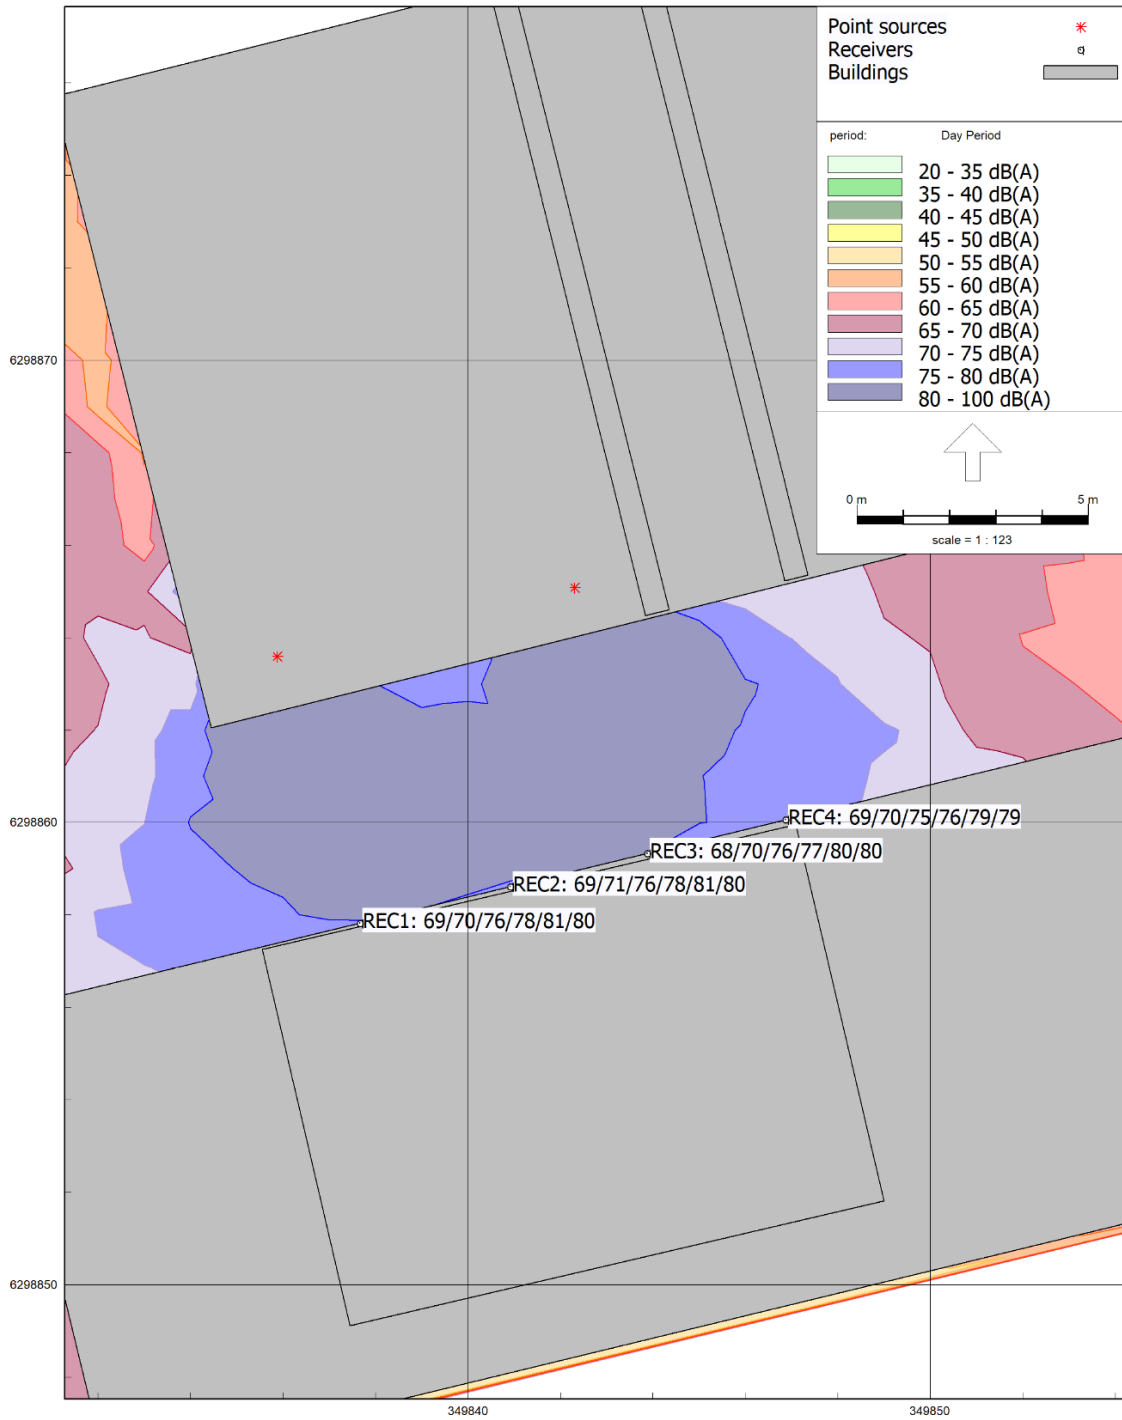 Point sources
Receivers
Buildings
period: Day Period
20 - 35 dB(A)
35 - 40 dB(A)
40 - 45 dB(A)
45 - 50 dB(A)
50 - 55 dB(A)
55 - 60 dB(A)
60 - 65 dB(A)
65 - 70 dB(A)
70 - 75 dB(A)
75 - 80 dB(A)
80 - 100 dB(A)
0 m 5 m
scale = 1 : 123
6298870
6298860
REC4: 69/70/75/76/79/79
REC3: 68/70/76/77/80/80
REC2: 69/71/76/78/81/80
REC1: 69/70/76/78/81/80
6298850
349840 349850